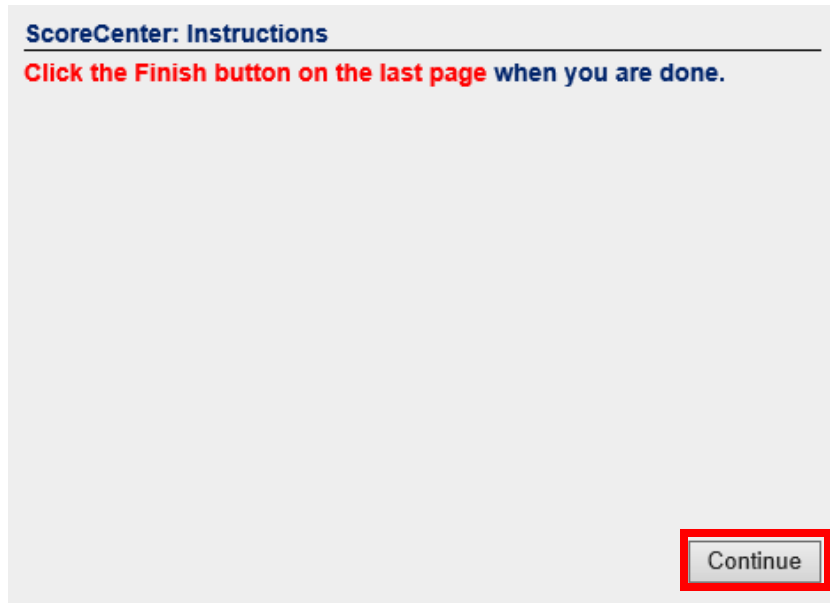 ScoreCenter: Instructions
Click the Finish button on the last page when you are done.
Continue